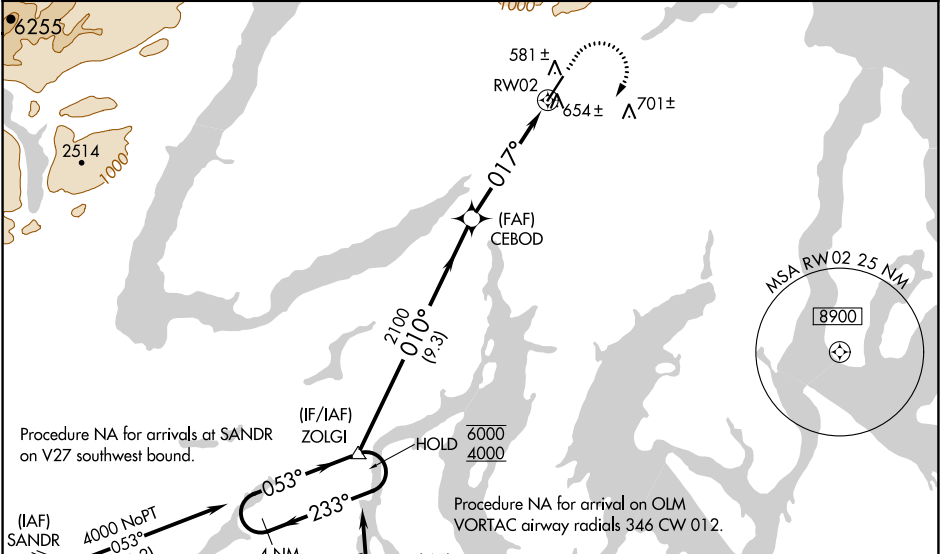 6255
1000
581±
RW02
654±
701±
2514
1000
017°
(FAF)
CEBOD
MSA RW02 25 NM
8900
2100
010°
(9.3)
(IF/IAF)
ZOLGI
HOLD
6000
4000
Procedure NA for arrivals at SANDR
on V27 southwest bound.
053°
233°
Procedure NA for arrival on OLM
VORTAC airway radials 346 CW 012.
(IAF)
SANDR
4000 NoPT
053°
4 NM